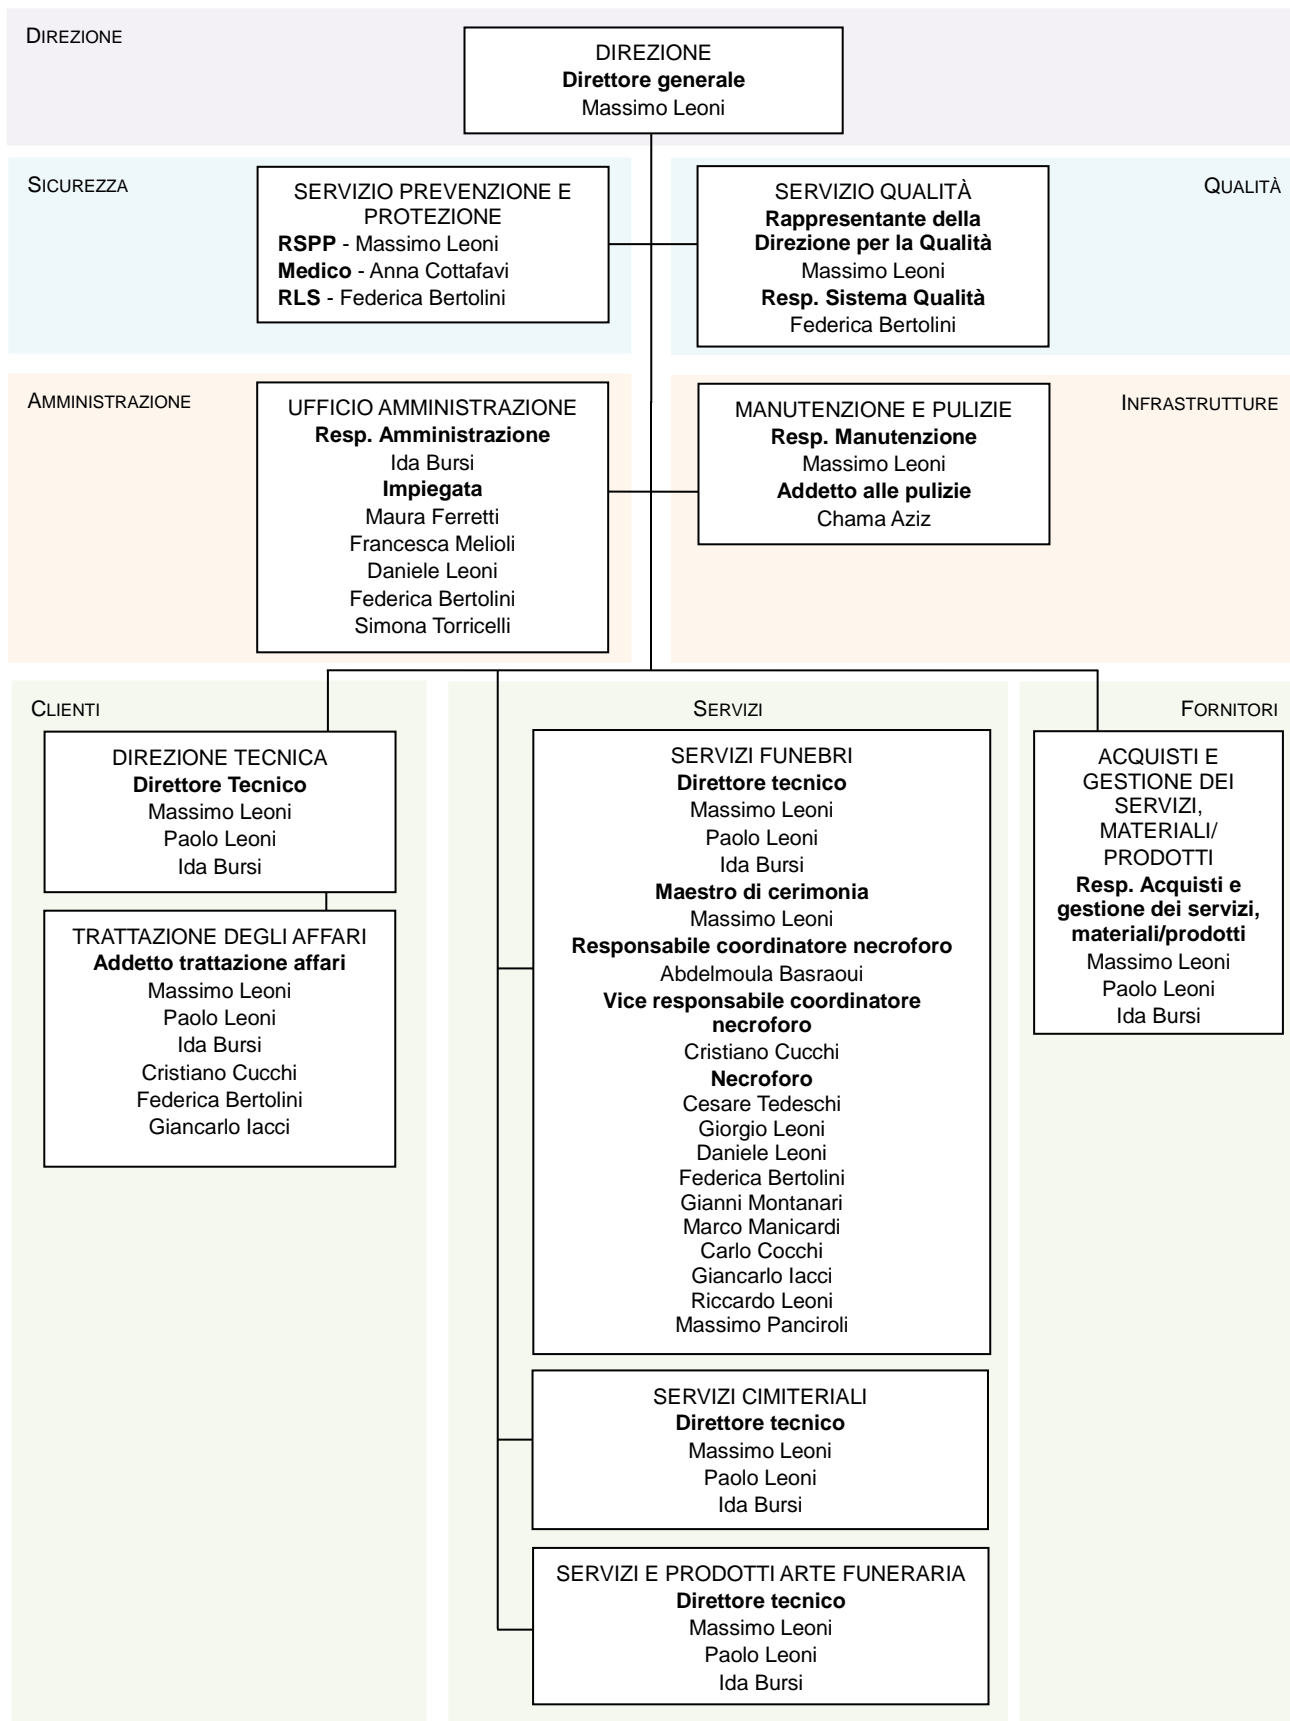 DIREZIONE
DIREZIONE
Direttore generale
Massimo Leoni
SICUREZZA
SERVIZIO PREVENZIONE E
PROTEZIONE
RSPP - Massimo Leoni
Medico - Anna Cottafavi
RLS - Federica Bertolini
QUALITÀ
SERVIZIO QUALITÀ
Rappresentante della
Direzione per la Qualità
Massimo Leoni
Resp. Sistema Qualità
Federica Bertolini
AMMINISTRAZIONE
UFFICIO AMMINISTRAZIONE
Resp. Amministrazione
Ida Bursi
Impiegata
Maura Ferretti
Francesca Melioli
Daniele Leoni
Federica Bertolini
Simona Torricelli
INFRASTRUTTURE
MANUTENZIONE E PULIZIE
Resp. Manutenzione
Massimo Leoni
Addetto alle pulizie
Chama Aziz
CLIENTI
DIREZIONE TECNICA
Direttore Tecnico
Massimo Leoni
Paolo Leoni
Ida Bursi
TRATTAZIONE DEGLI AFFARI
Addetto trattazione affari
Massimo Leoni
Paolo Leoni
Ida Bursi
Cristiano Cucchi
Federica Bertolini
Giancarlo Iacci
SERVIZI
SERVIZI FUNEBRI
Direttore tecnico
Massimo Leoni
Paolo Leoni
Ida Bursi
Maestro di cerimonia
Massimo Leoni
Responsabile coordinatore necroforo
Abdelmoula Basraoui
Vice responsabile coordinatore
necroforo
Cristiano Cucchi
Necroforo
Cesare Tedeschi
Giorgio Leoni
Daniele Leoni
Federica Bertolini
Gianni Montanari
Marco Manicardi
Carlo Cocchi
Giancarlo Iacci
Riccardo Leoni
Massimo Panciroli
SERVIZI CIMITERIALI
Direttore tecnico
Massimo Leoni
Paolo Leoni
Ida Bursi
SERVIZI E PRODOTTI ARTE FUNERARIA
Direttore tecnico
Massimo Leoni
Paolo Leoni
Ida Bursi
FORNITORI
ACQUISTI E
GESTIONE DEI
SERVIZI,
MATERIALI/
PRODOTTI
Resp. Acquisti e
gestione dei servizi,
materiali/prodotti
Massimo Leoni
Paolo Leoni
Ida Bursi